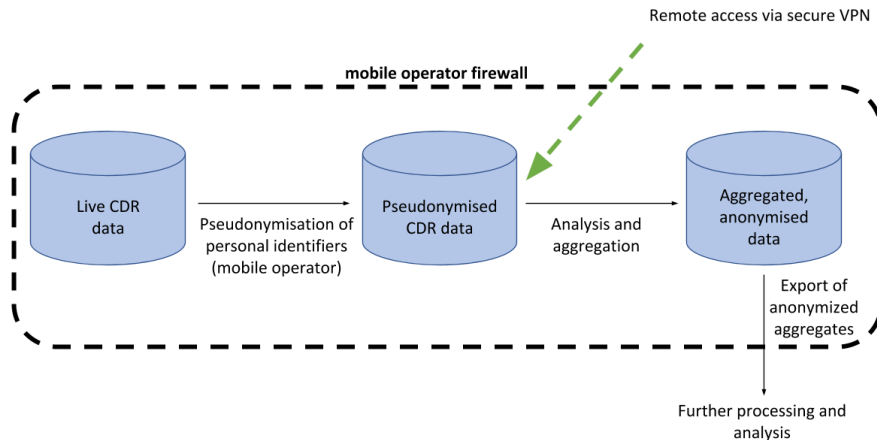 Remote access via secure VPN
mobile operator firewall
Live CDR
data
Pseudonymisation of
personal identifiers
(mobile operator)
Pseudonymised
CDR data
Analysis and
aggregation
Aggregated,
anonymised
data
Export of
anonymized
aggregates
Further processing and
analysis